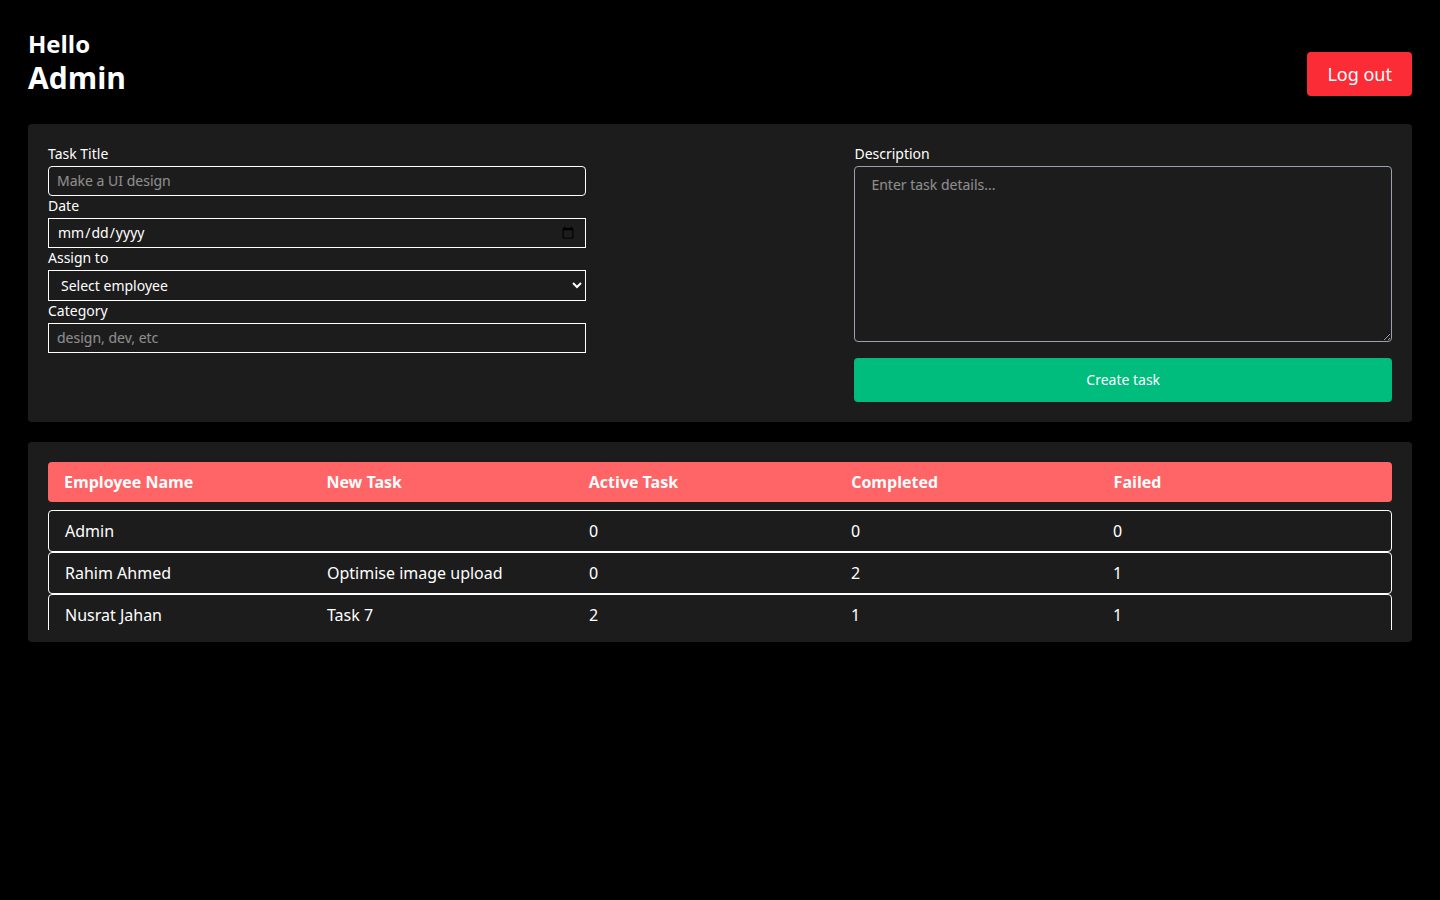 Hello
Admin
Log out
Task Title
Make a UI design
Date
mm/dd/yyyy
Assign to
Select employee
Category
design, dev, etc
Description
Enter task details...
Create task
Employee Name New Task Active Task Completed Failed
Admin 0 0 0
Rahim Ahmed Optimise image upload 0 2 1
Nusrat Jahan Task 7 2 1 1